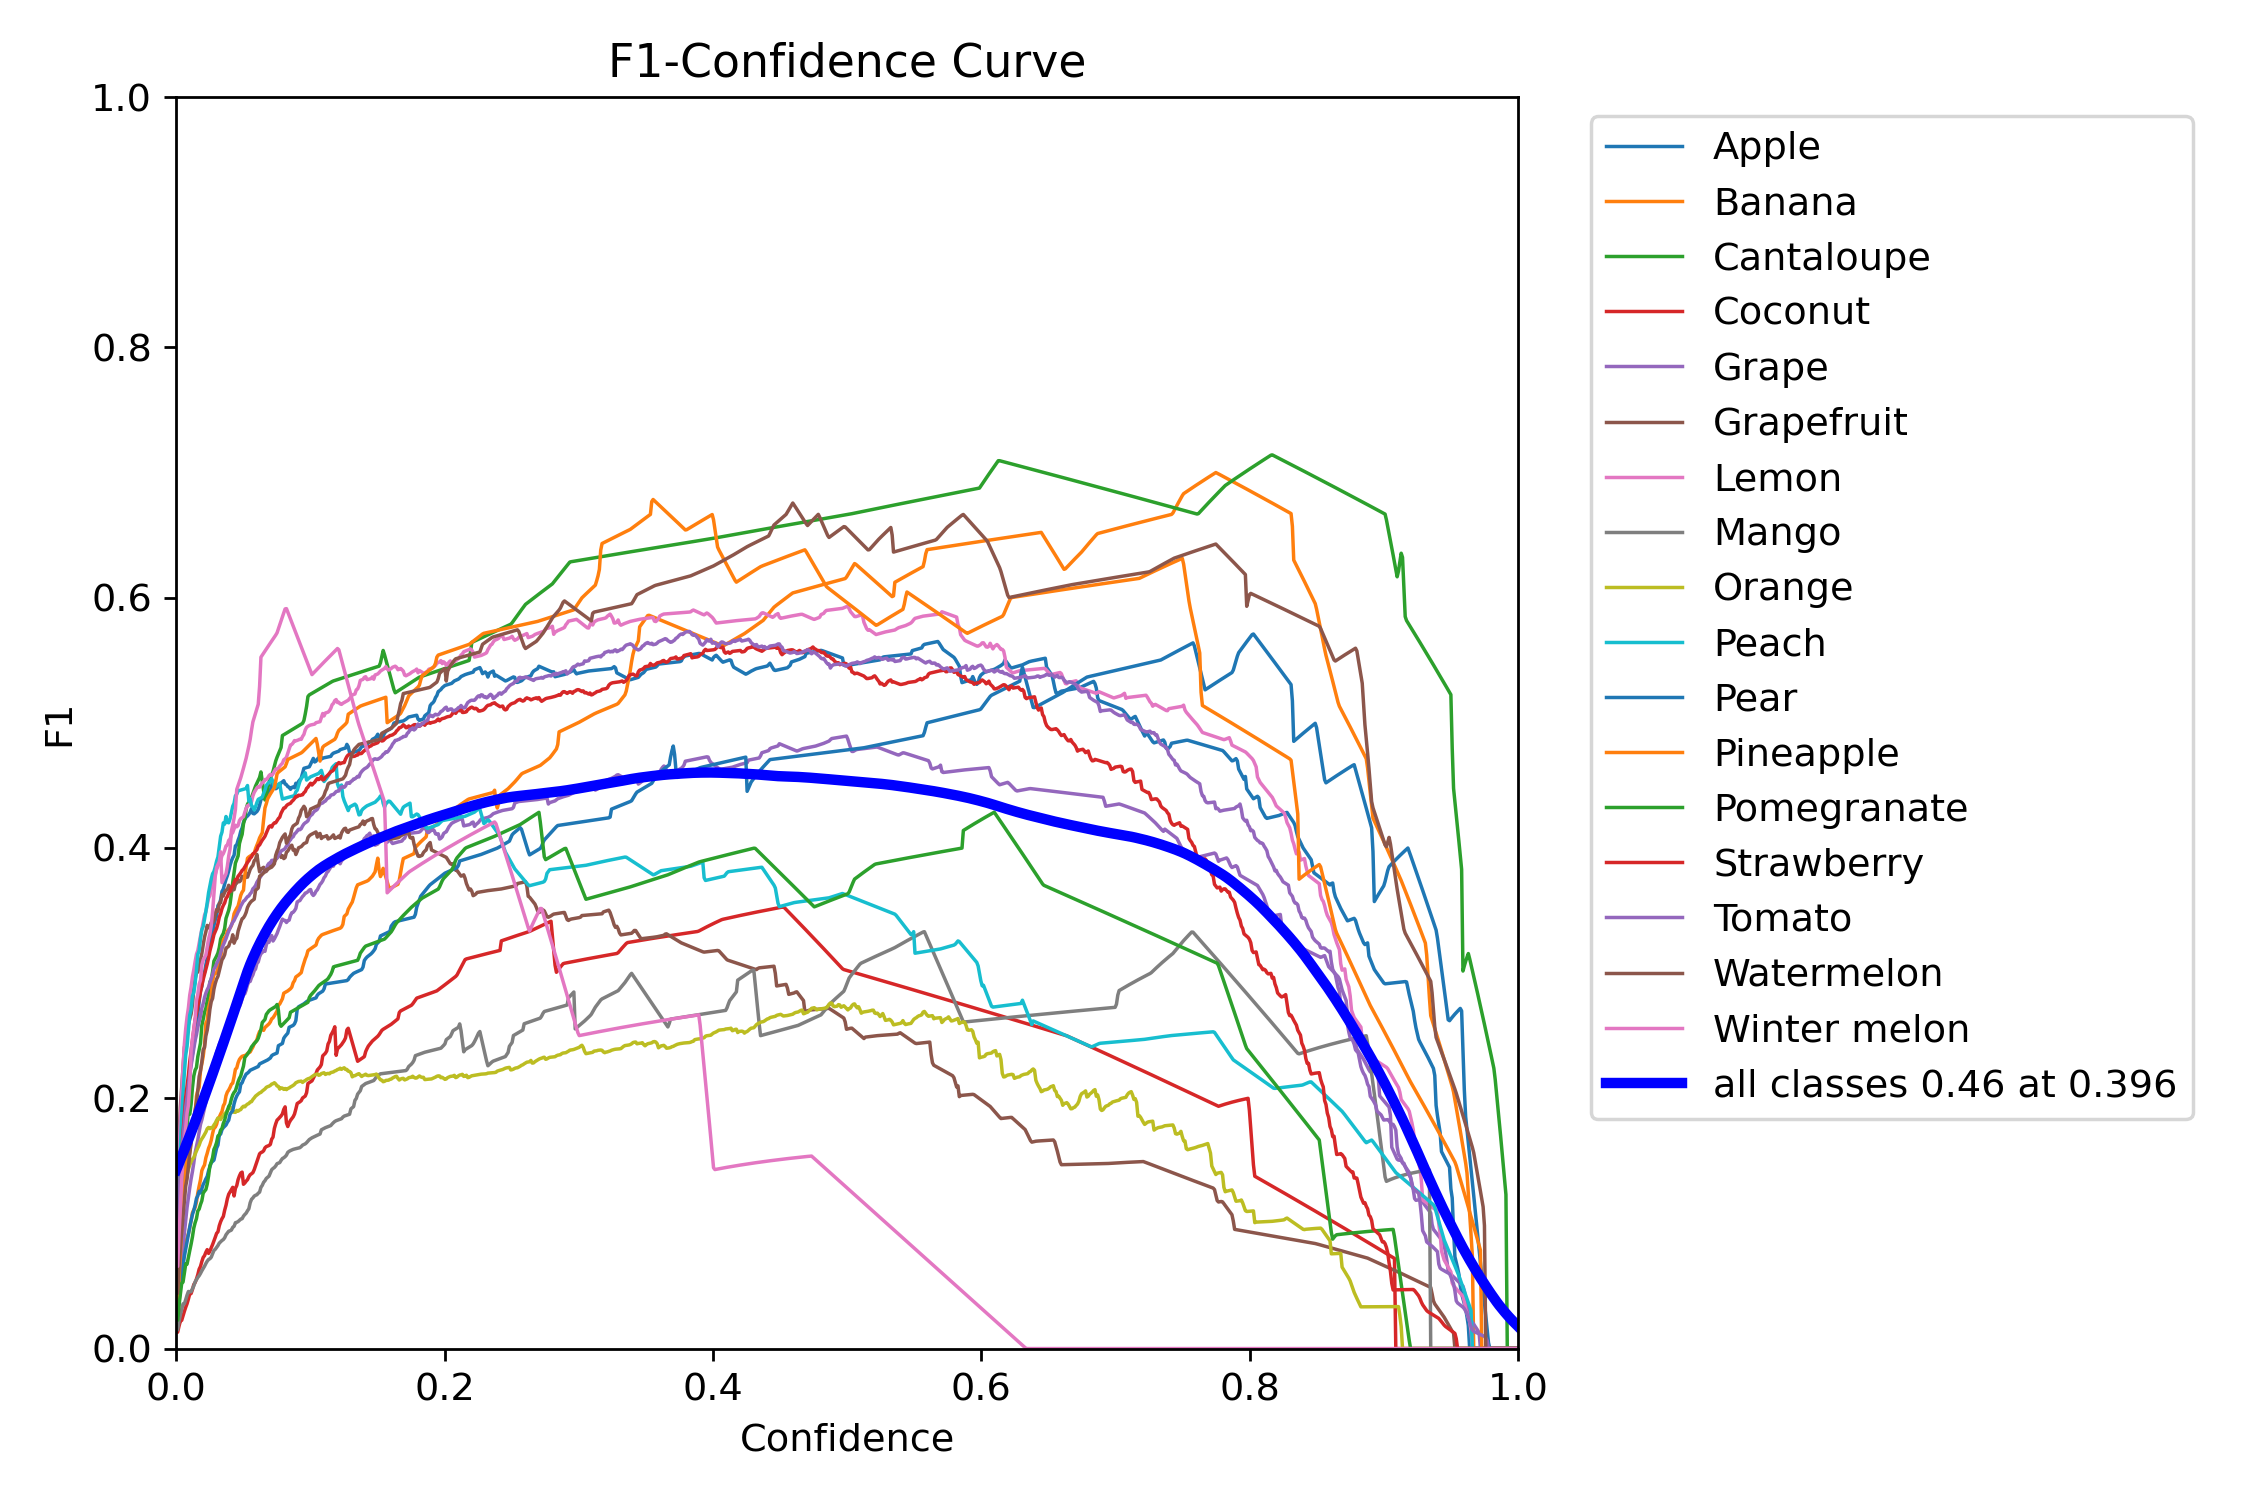 F1-Confidence Curve
1.0
0.8
0.6
0.4
0.2
0.0
F1
0.0 0.2 0.4 0.6 0.8 1.0
Confidence
Apple
Banana
Cantaloupe
Coconut
Grape
Grapefruit
Lemon
Mango
Orange
Peach
Pear
Pineapple
Pomegranate
Strawberry
Tomato
Watermelon
Winter melon
all classes 0.46 at 0.396